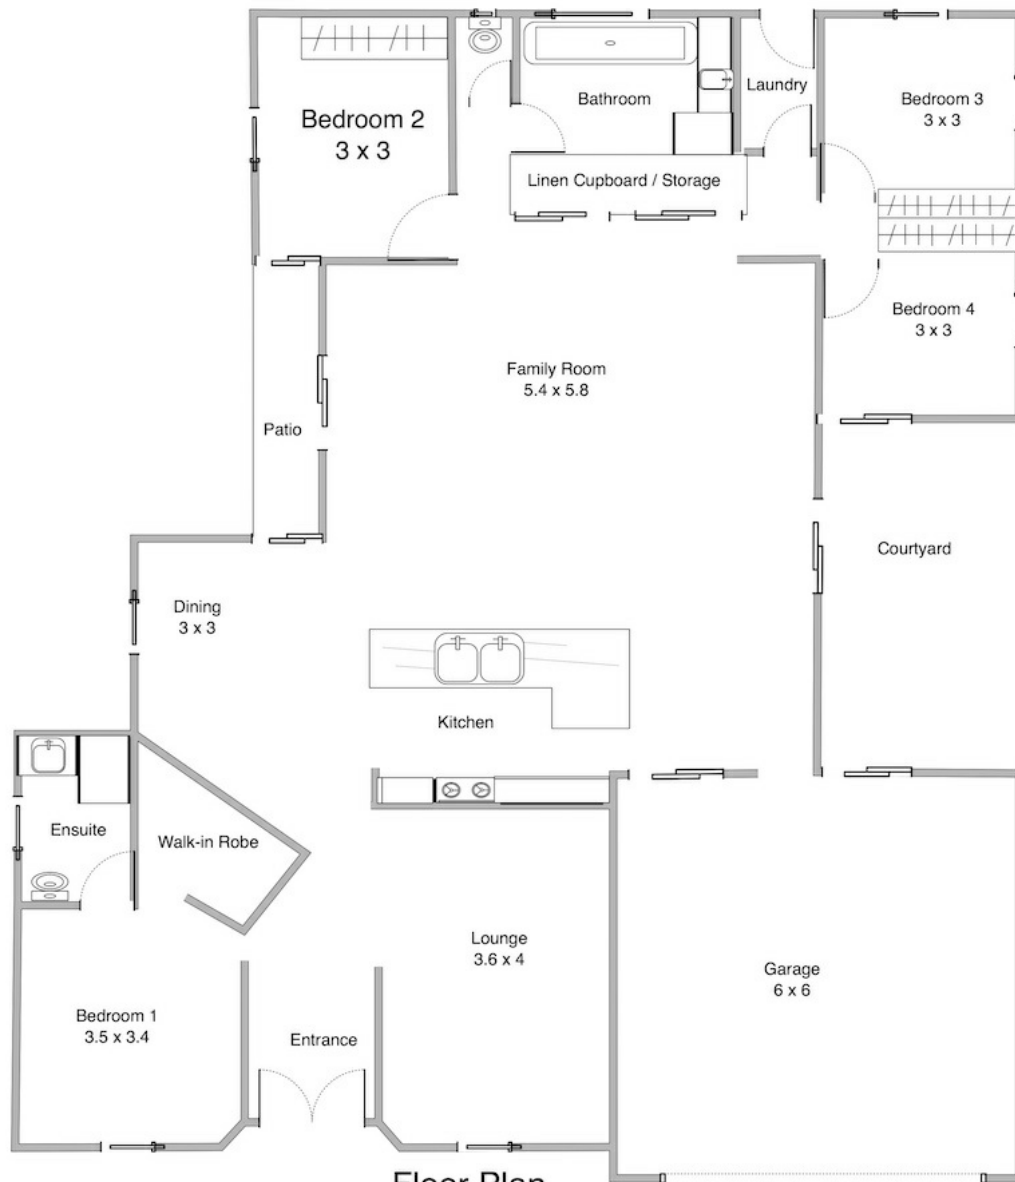 Bedroom 2
3 x 3
Bathroom
Laundry
Bedroom 3
3 x 3
Linen Cupboard / Storage
Bedroom 4
3 x 3
Family Room
5.4 x 5.8
Patio
Courtyard
Dining
3 x 3
Kitchen
Ensuite
Walk-in Robe
Lounge
3.6 x 4
Garage
6 x 6
Bedroom 1
3.5 x 3.4
Entrance
Floor Plan